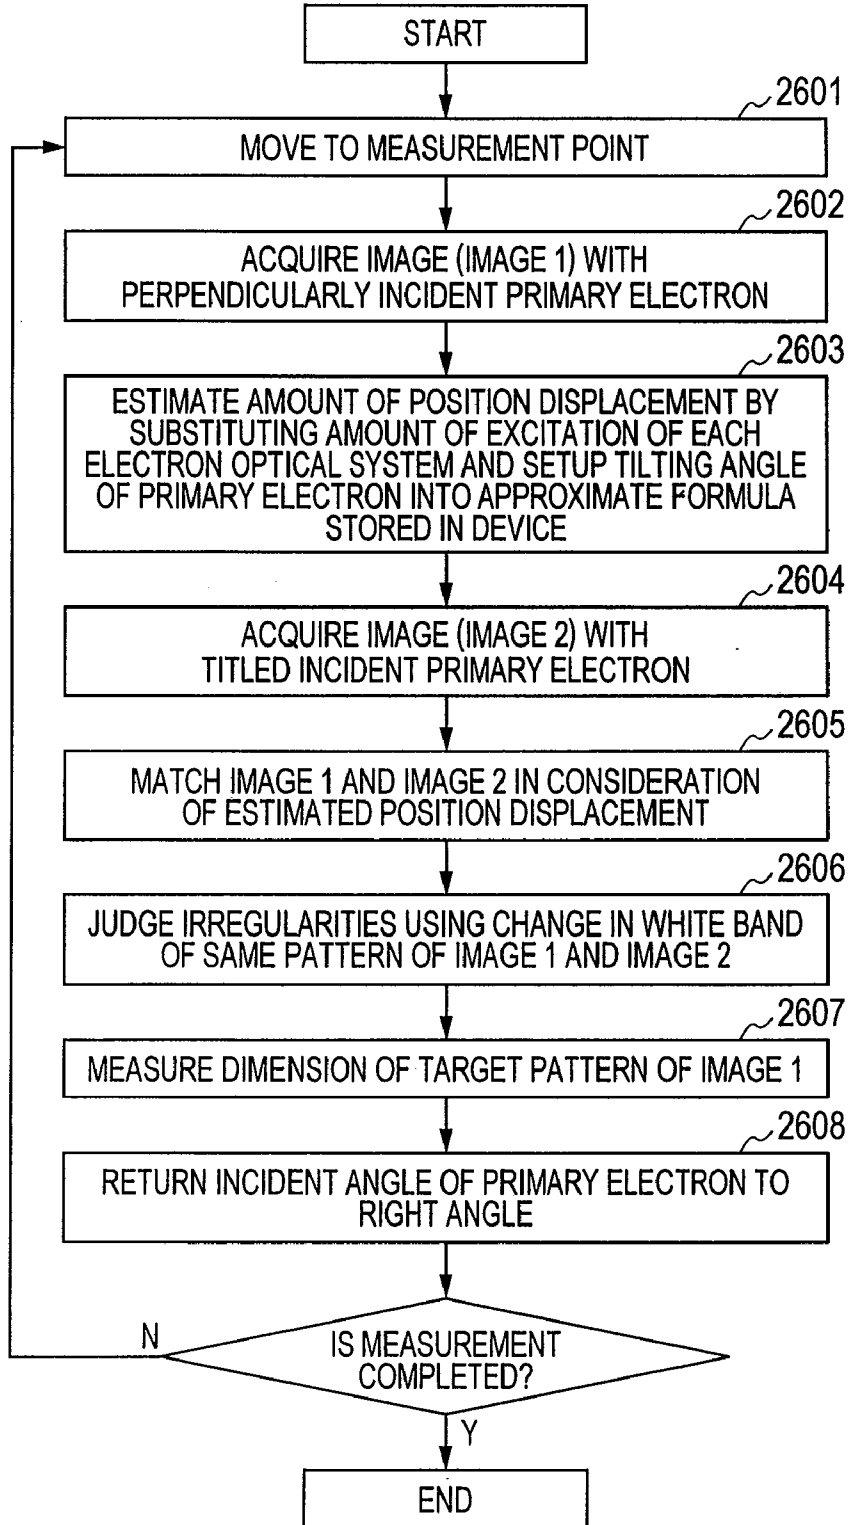 START
2601
MOVE TO MEASUREMENT POINT
2602
ACQUIRE IMAGE (IMAGE 1) WITH
PERPENDICULARLY INCIDENT PRIMARY ELECTRON
2603
ESTIMATE AMOUNT OF POSITION DISPLACEMENT BY
SUBSTITUTING AMOUNT OF EXCITATION OF EACH
ELECTRON OPTICAL SYSTEM AND SETUP TILTING ANGLE
OF PRIMARY ELECTRON INTO APPROXIMATE FORMULA
STORED IN DEVICE
2604
ACQUIRE IMAGE (IMAGE 2) WITH
TITLED INCIDENT PRIMARY ELECTRON
2605
MATCH IMAGE 1 AND IMAGE 2 IN CONSIDERATION
OF ESTIMATED POSITION DISPLACEMENT
2606
JUDGE IRREGULARITIES USING CHANGE IN WHITE BAND
OF SAME PATTERN OF IMAGE 1 AND IMAGE 2
2607
MEASURE DIMENSION OF TARGET PATTERN OF IMAGE 1
2608
RETURN INCIDENT ANGLE OF PRIMARY ELECTRON TO
RIGHT ANGLE
N
IS MEASUREMENT
COMPLETED?
Y
END